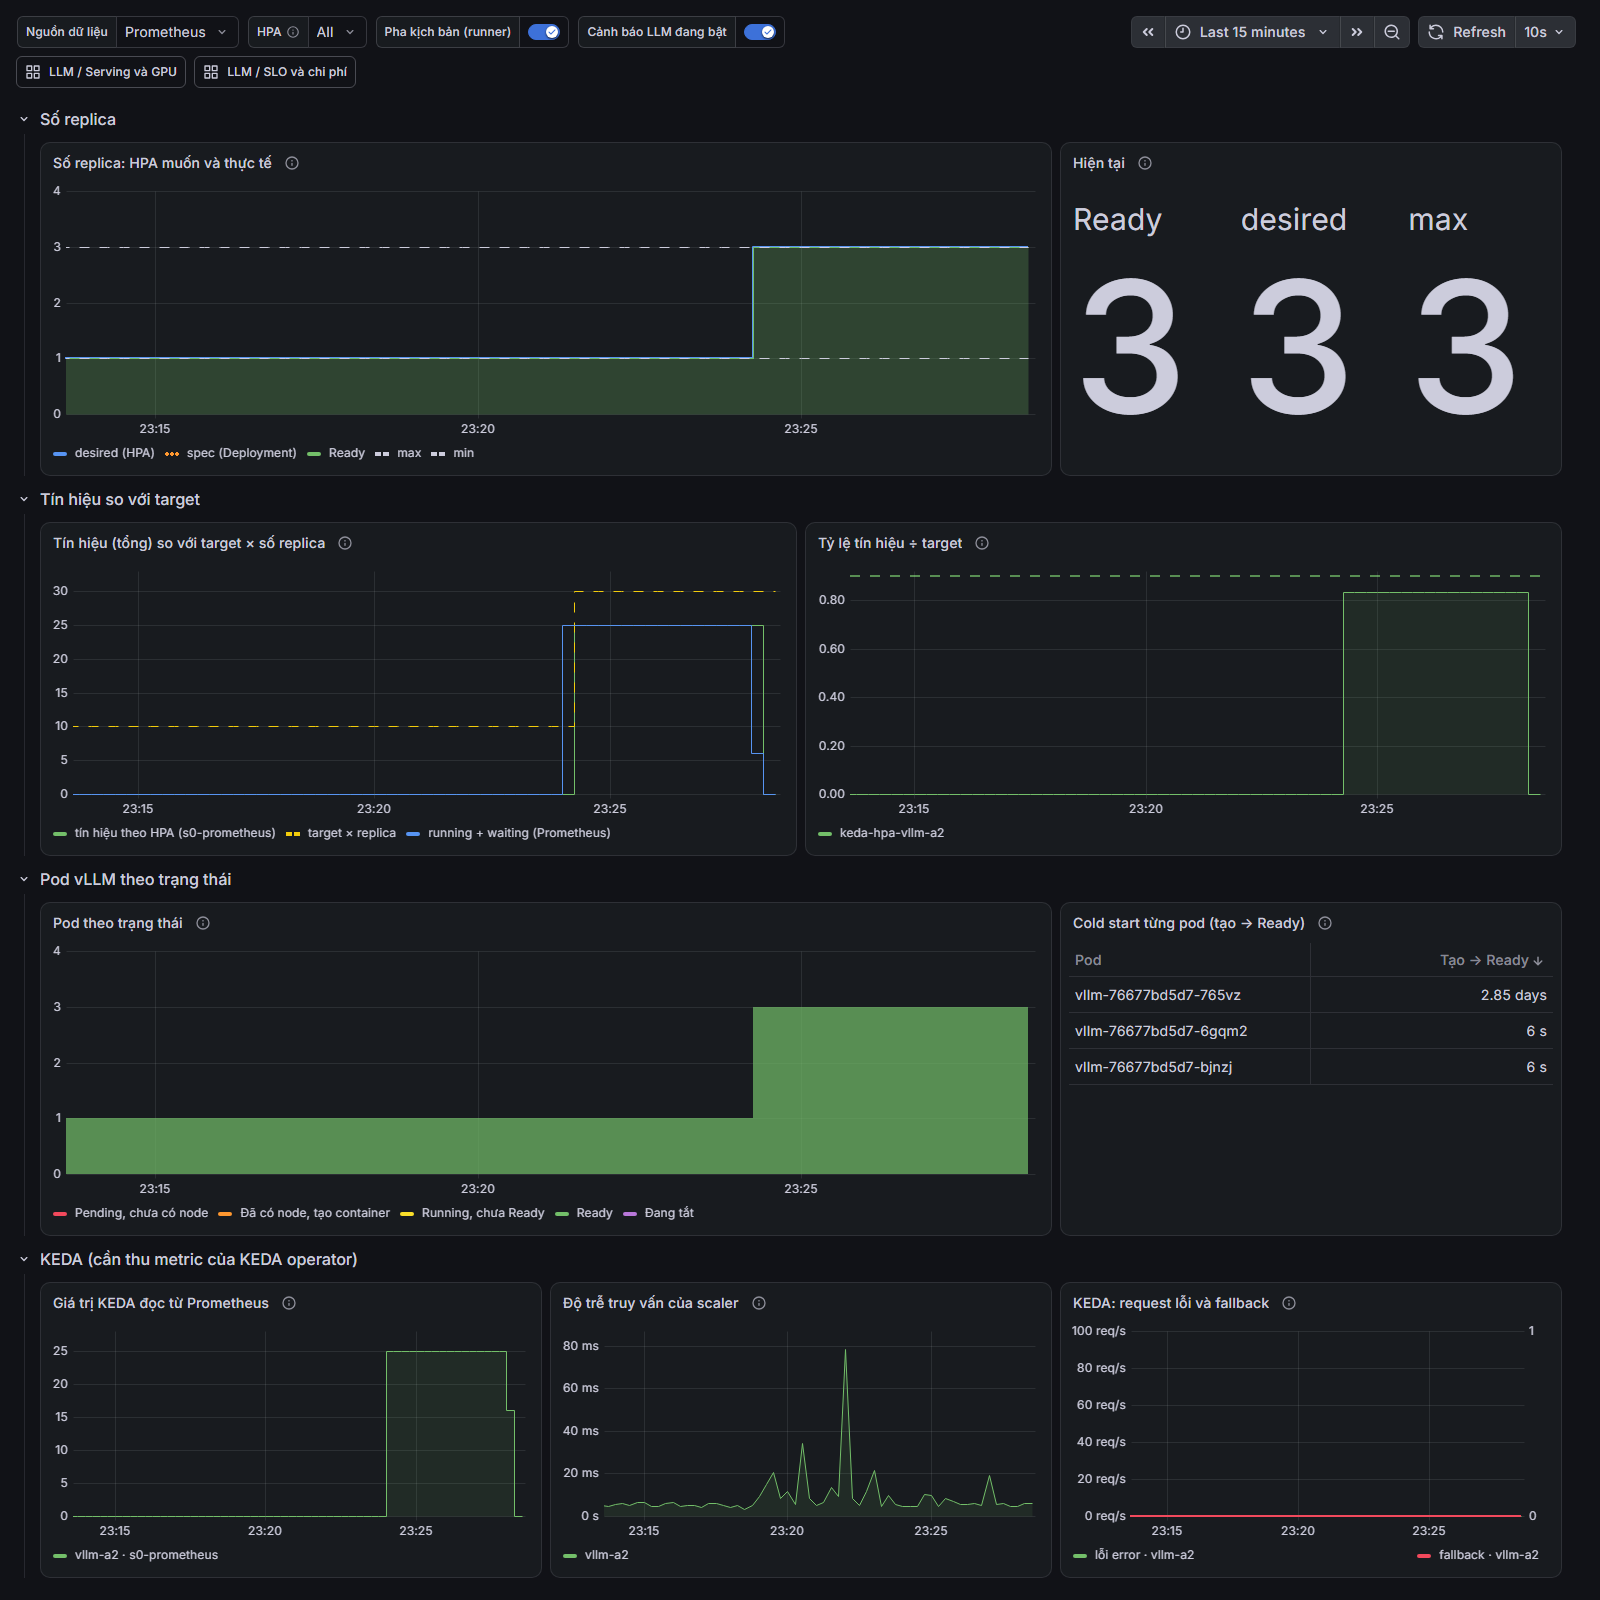 Nguồn dữ liệu Prometheus HPA All Pha kịch bản (runner) Cảnh báo LLM đang bật Last 15 minutes Refresh 10s
LLM / Serving và GPU LLM / SLO và chi phí
Số replica
Số replica: HPA muốn và thực tế
4
3
2
1
0
23:15 23:20 23:25
desired (HPA) spec (Deployment) Ready max min
Hiện tại
Ready desired max
3 3 3
Tín hiệu so với target
Tín hiệu (tổng) so với target × số replica
30
25
20
15
10
5
0
23:15 23:20 23:25
tín hiệu theo HPA (s0-prometheus) target × replica running + waiting (Prometheus)
Tỷ lệ tín hiệu ÷ target
0.80
0.60
0.40
0.20
0.00
23:15 23:20 23:25
keda-hpa-vllm-a2
Pod vLLM theo trạng thái
Pod theo trạng thái
4
3
2
1
0
23:15 23:20 23:25
Pending, chưa có node Đã có node, tạo container Running, chưa Ready Ready Đang tắt
Cold start từng pod (tạo → Ready)
Pod Tạo → Ready ↓
vllm-76677bd5d7-765vz 2.85 days
vllm-76677bd5d7-6gqm2 6 s
vllm-76677bd5d7-bjnzj 6 s
KEDA (cần thu metric của KEDA operator)
Giá trị KEDA đọc từ Prometheus
25
20
15
10
5
0
23:15 23:20 23:25
vllm-a2 · s0-prometheus
Độ trễ truy vấn của scaler
80 ms
60 ms
40 ms
20 ms
0 s
23:15 23:20 23:25
vllm-a2
KEDA: request lỗi và fallback
100 req/s 1
80 req/s
60 req/s
40 req/s
20 req/s
0 req/s 0
23:15 23:20 23:25
lỗi error · vllm-a2 fallback · vllm-a2